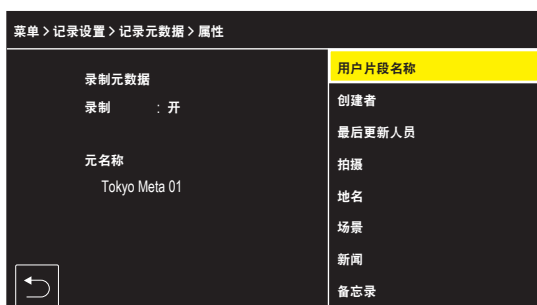 菜单 > 记录设置 > 记录元数据 > 属性
录制元数据
录制 : 开
元名称
Tokyo Meta 01
用户片段名称
创建者
最后更新人员
拍摄
地名
场景
新闻
备忘录